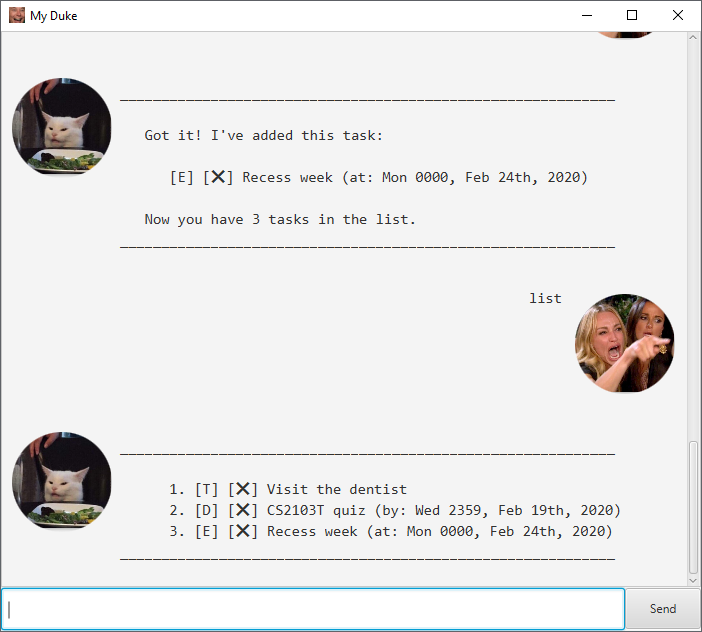 My Duke
____________________________________________________________
Got it! I've added this task:
[E] [❌] Recess week (at: Mon 0000, Feb 24th, 2020)
Now you have 3 tasks in the list.
____________________________________________________________
list
____________________________________________________________
1. [T] [❌] Visit the dentist
2. [D] [❌] CS2103T quiz (by: Wed 2359, Feb 19th, 2020)
3. [E] [❌] Recess week (at: Mon 0000, Feb 24th, 2020)
____________________________________________________________
Send